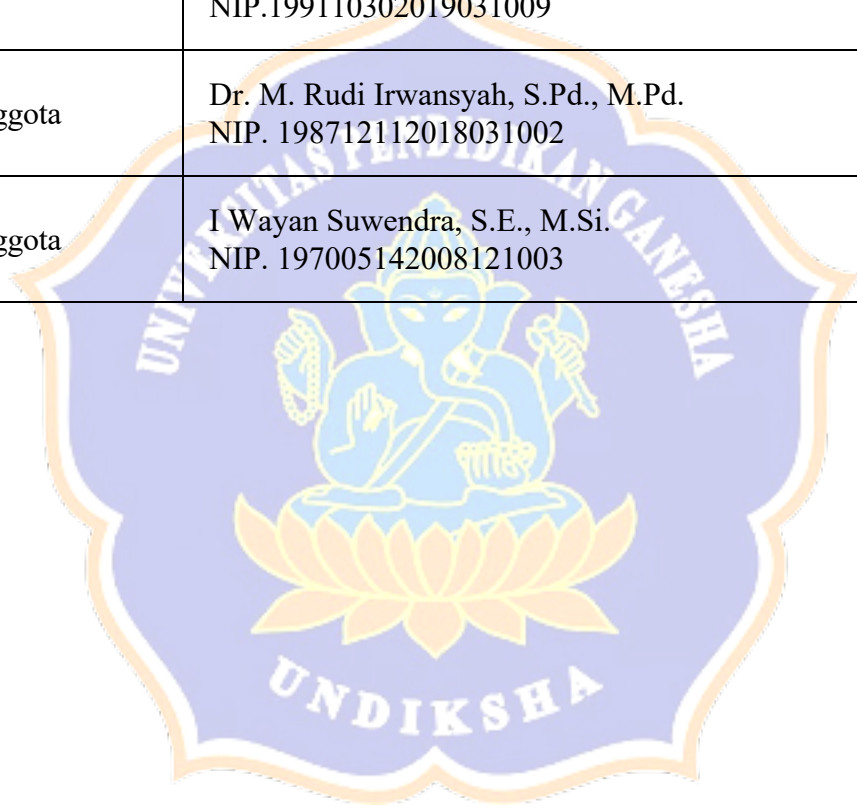 NIP.199110302019031009
ggota
Dr. M. Rudi Irwansyah, S.Pd., M.Pd.
NIP. 198712112018031002
ggota
I Wayan Suwendra, S.E., M.Si.
NIP. 197005142008121003
UNIVERSITAS PENDIDIKAN GANESHA
UNDIKSHA